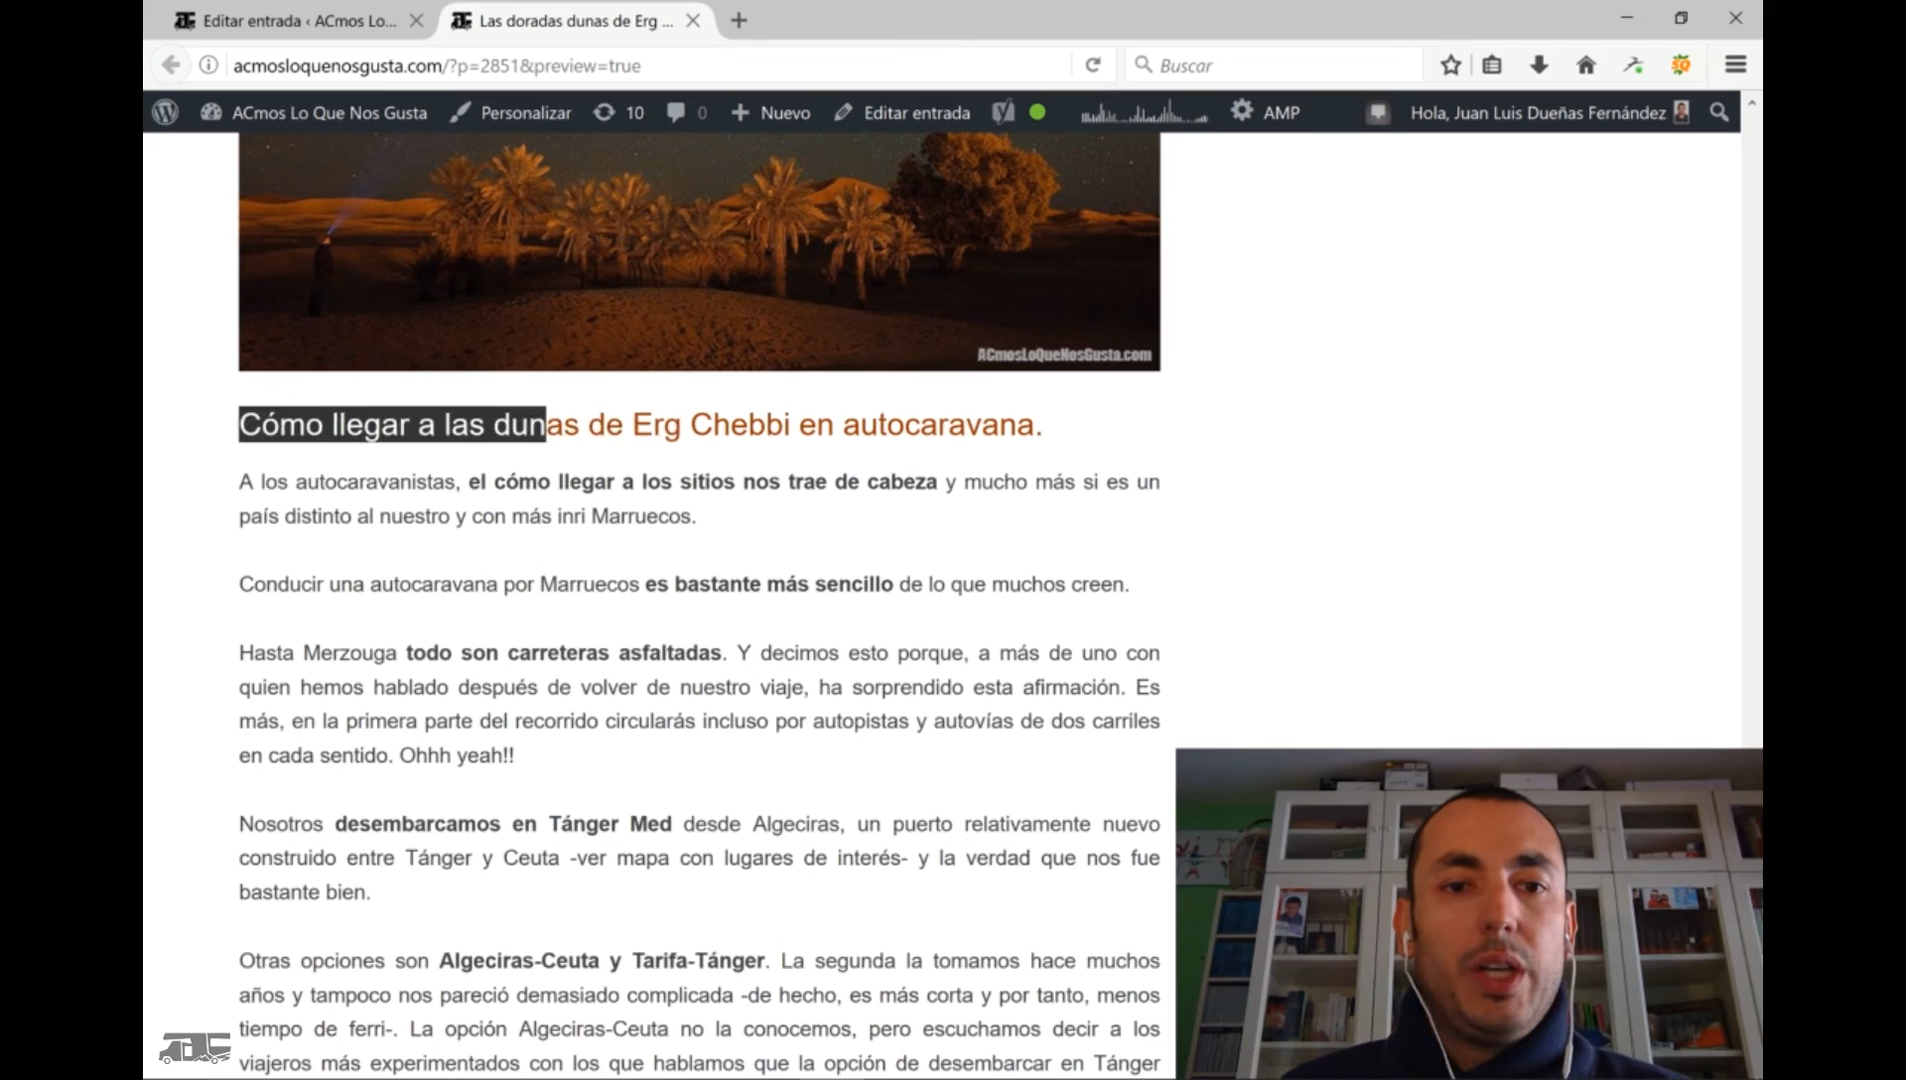 Editar entrada ‹ ACmos Lo...
Las doradas dunas de Erg ...
acmosloquenosgusta.com/?p=2851&preview=true
Buscar
ACmos Lo Que Nos Gusta
Personalizar
10
0
Nuevo
Editar entrada
AMP
Hola, Juan Luis Dueñas Fernández
ACmosLoQueNosGusta.com
Cómo llegar a las dunas de Erg Chebbi en autocaravana.
A los autocaravanistas, el cómo llegar a los sitios nos trae de cabeza y mucho más si es un
país distinto al nuestro y con más inri Marruecos.
Conducir una autocaravana por Marruecos es bastante más sencillo de lo que muchos creen.
Hasta Merzouga todo son carreteras asfaltadas. Y decimos esto porque, a más de uno con
quien hemos hablado después de volver de nuestro viaje, ha sorprendido esta afirmación. Es
más, en la primera parte del recorrido circularás incluso por autopistas y autovías de dos carriles
en cada sentido. Ohhh yeah!!
Nosotros desembarcamos en Tánger Med desde Algeciras, un puerto relativamente nuevo
construido entre Tánger y Ceuta -ver mapa con lugares de interés- y la verdad que nos fue
bastante bien.
Otras opciones son Algeciras-Ceuta y Tarifa-Tánger. La segunda la tomamos hace muchos
años y tampoco nos pareció demasiado complicada -de hecho, es más corta y por tanto, menos
tiempo de ferri-. La opción Algeciras-Ceuta no la conocemos, pero escuchamos decir a los
viajeros más experimentados con los que hablamos que la opción de desembarcar en Tánger